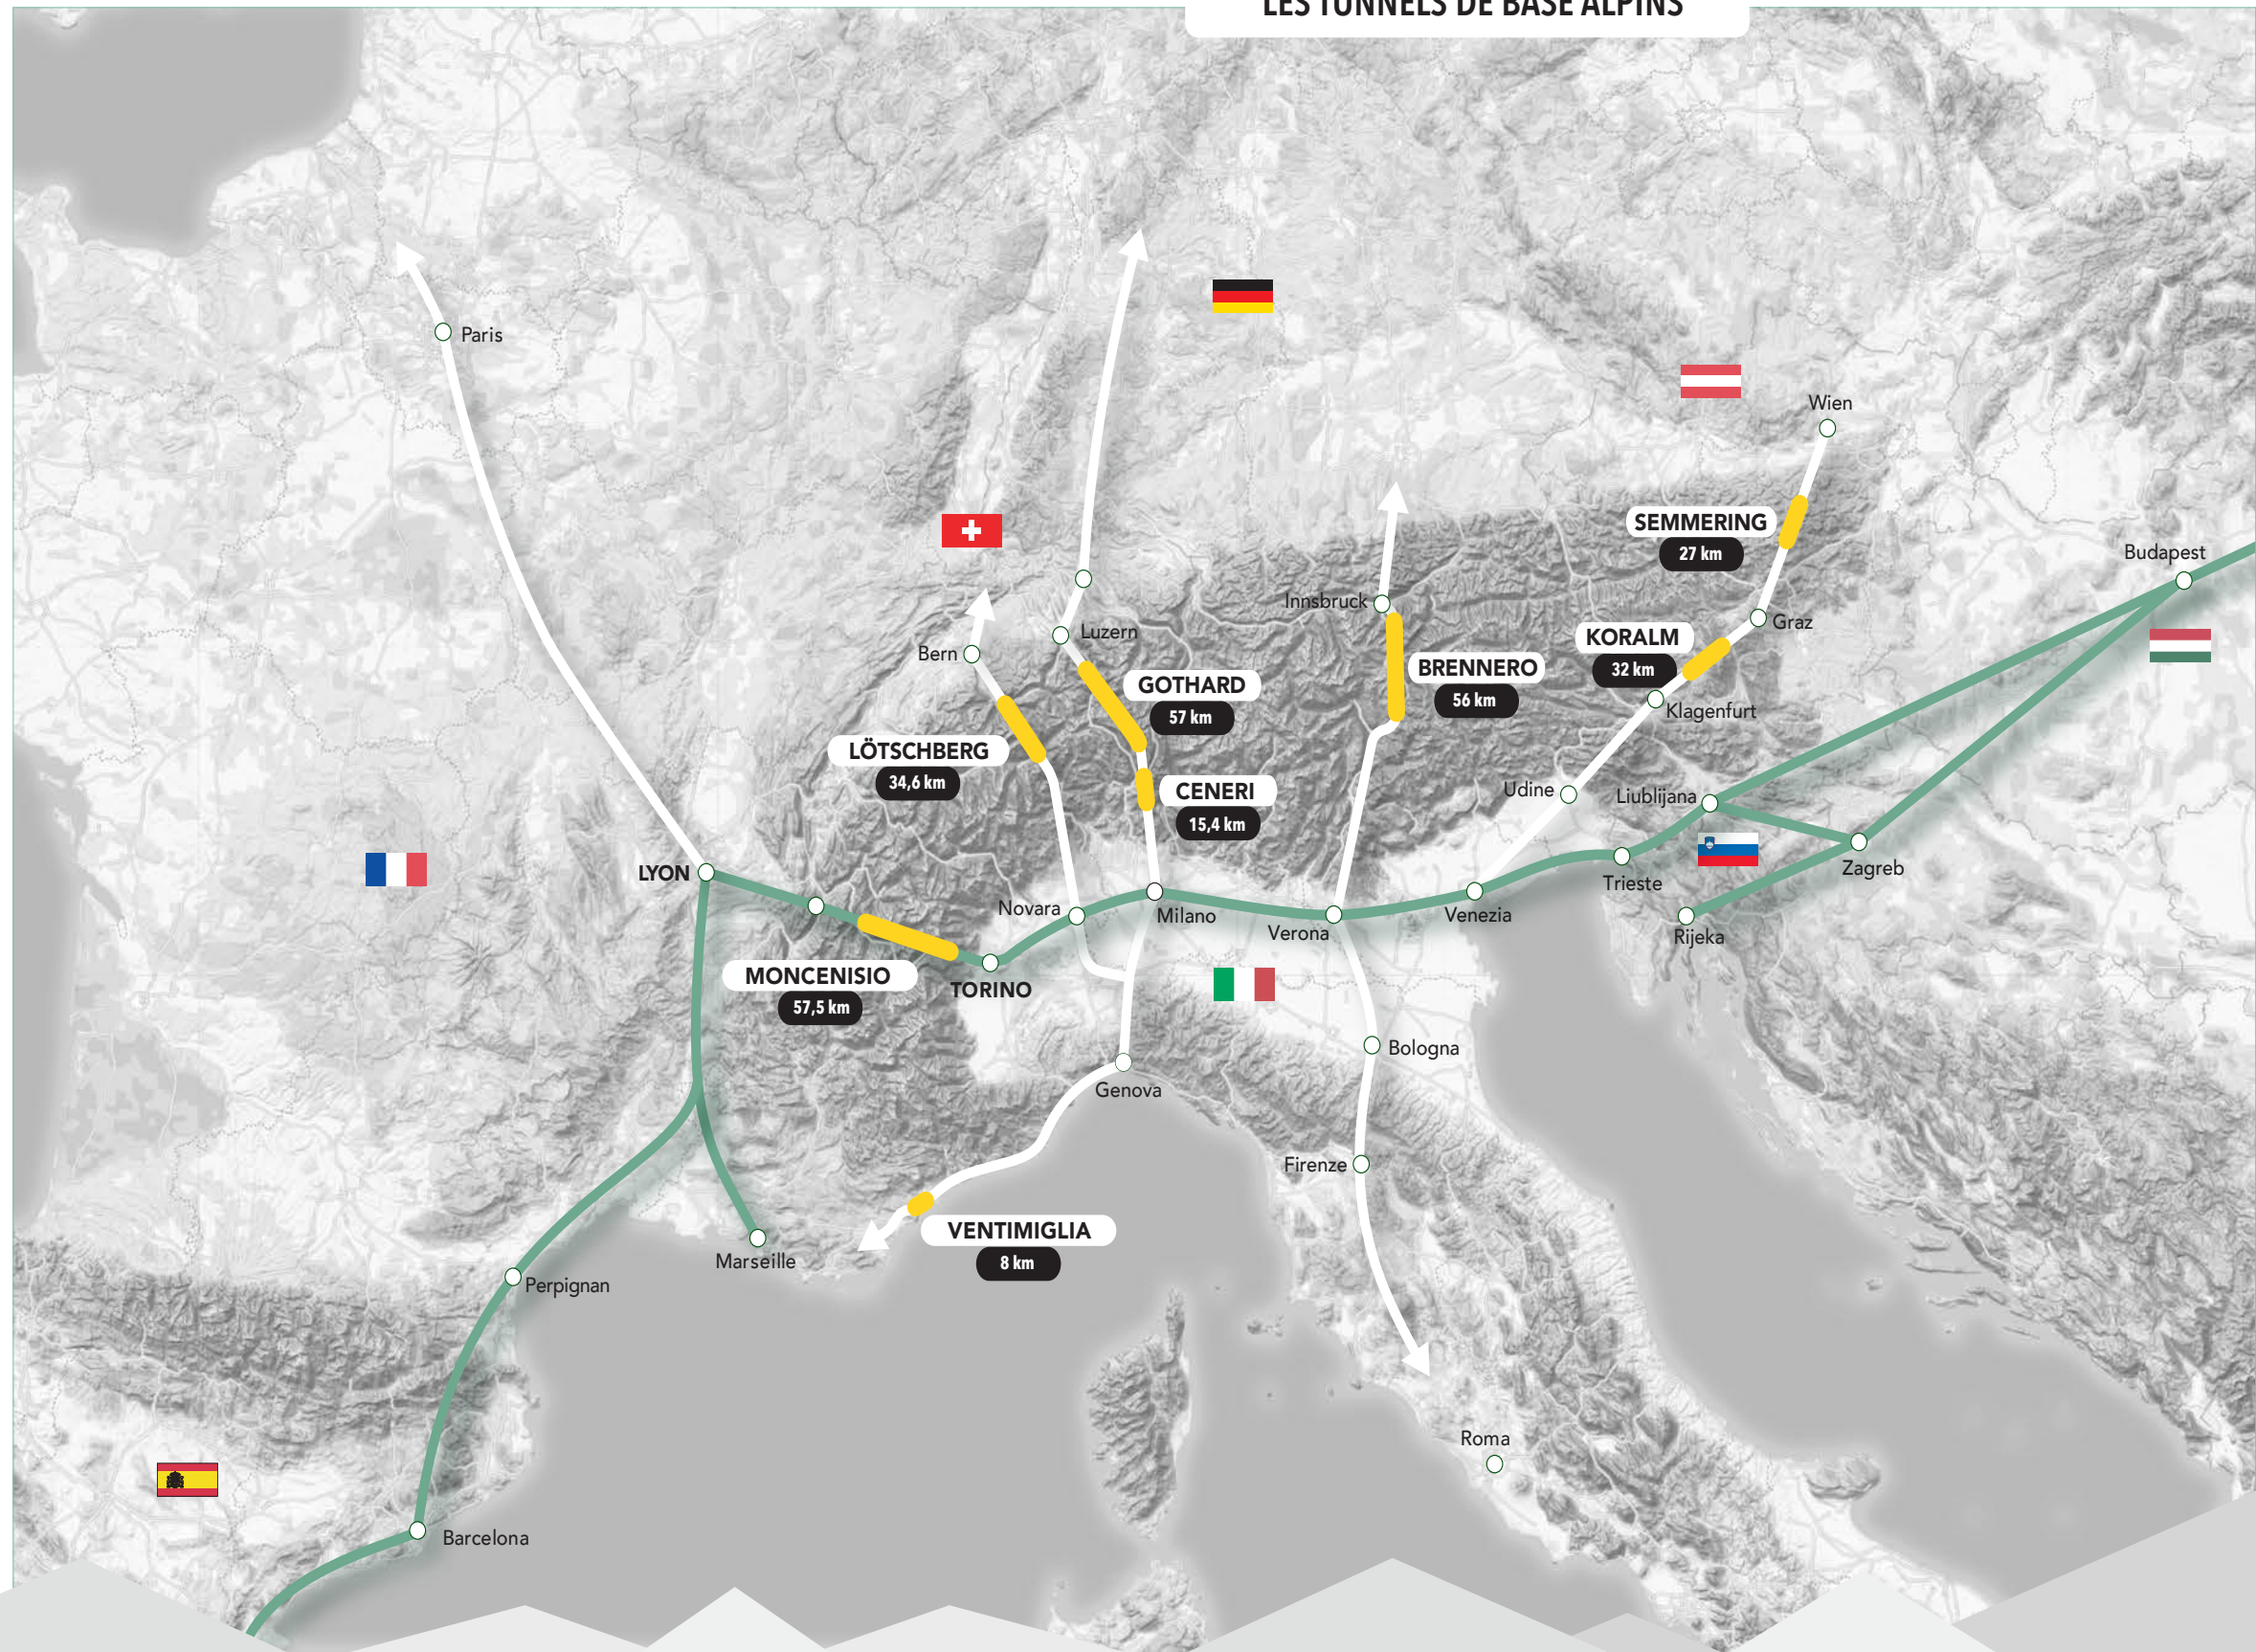 LES TUNNELS DE BASE ALPINS
Paris
Wien
SEMMERING
27 km
Budapest
Innsbruck
Graz
Luzern
Bern
KORALM
32 km
BRENNERO
56 km
GOTHARD
57 km
Klagenfurt
LÖTSCHBERG
34,6 km
CENERI
15,4 km
Udine
Liublijana
LYON
Trieste
Zagreb
Novara
Milano
Verona
Venezia
Rijeka
MONCENISIO
57,5 km
TORINO
Bologna
Genova
Firenze
VENTIMIGLIA
8 km
Marseille
Perpignan
Roma
Barcelona